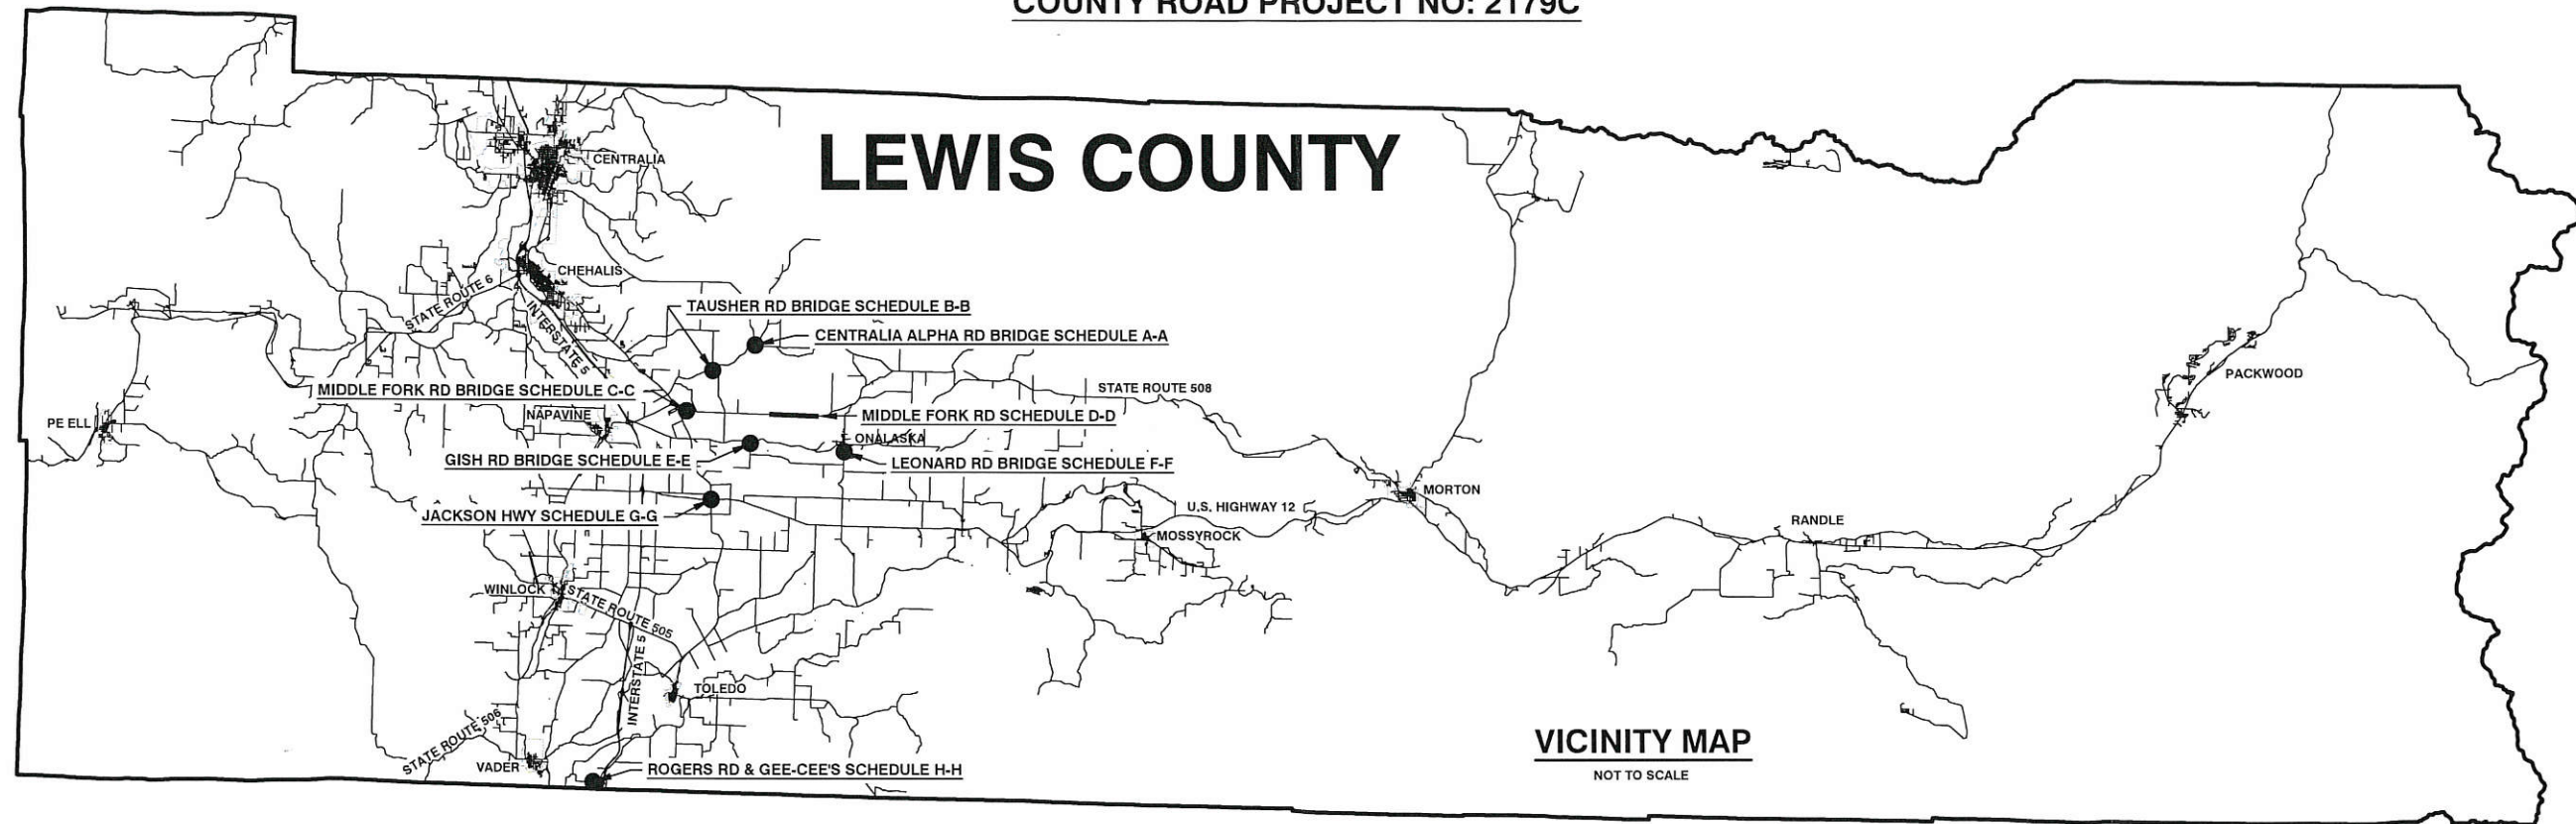 COUNTY ROAD PROJECT NO: 2179C
LEWIS COUNTY
CENTRALIA
CHEHALIS
STATE ROUTE 6
INTERSTATE 5
TAUSHER RD BRIDGE SCHEDULE B-B
CENTRALIA ALPHA RD BRIDGE SCHEDULE A-A
MIDDLE FORK RD BRIDGE SCHEDULE C-C
STATE ROUTE 508
PACKWOOD
NAPAVINE
MIDDLE FORK RD SCHEDULE D-D
PE ELL
ONALASKA
GISH RD BRIDGE SCHEDULE E-E
LEONARD RD BRIDGE SCHEDULE F-F
MORTON
JACKSON HWY SCHEDULE G-G
U.S. HIGHWAY 12
RANDLE
MOSSYROCK
WINLOCK
STATE ROUTE 505
INTERSTATE 5
TOLEDO
STATE ROUTE 506
VADER
ROGERS RD & GEE-CEE'S SCHEDULE H-H
VICINITY MAP
NOT TO SCALE